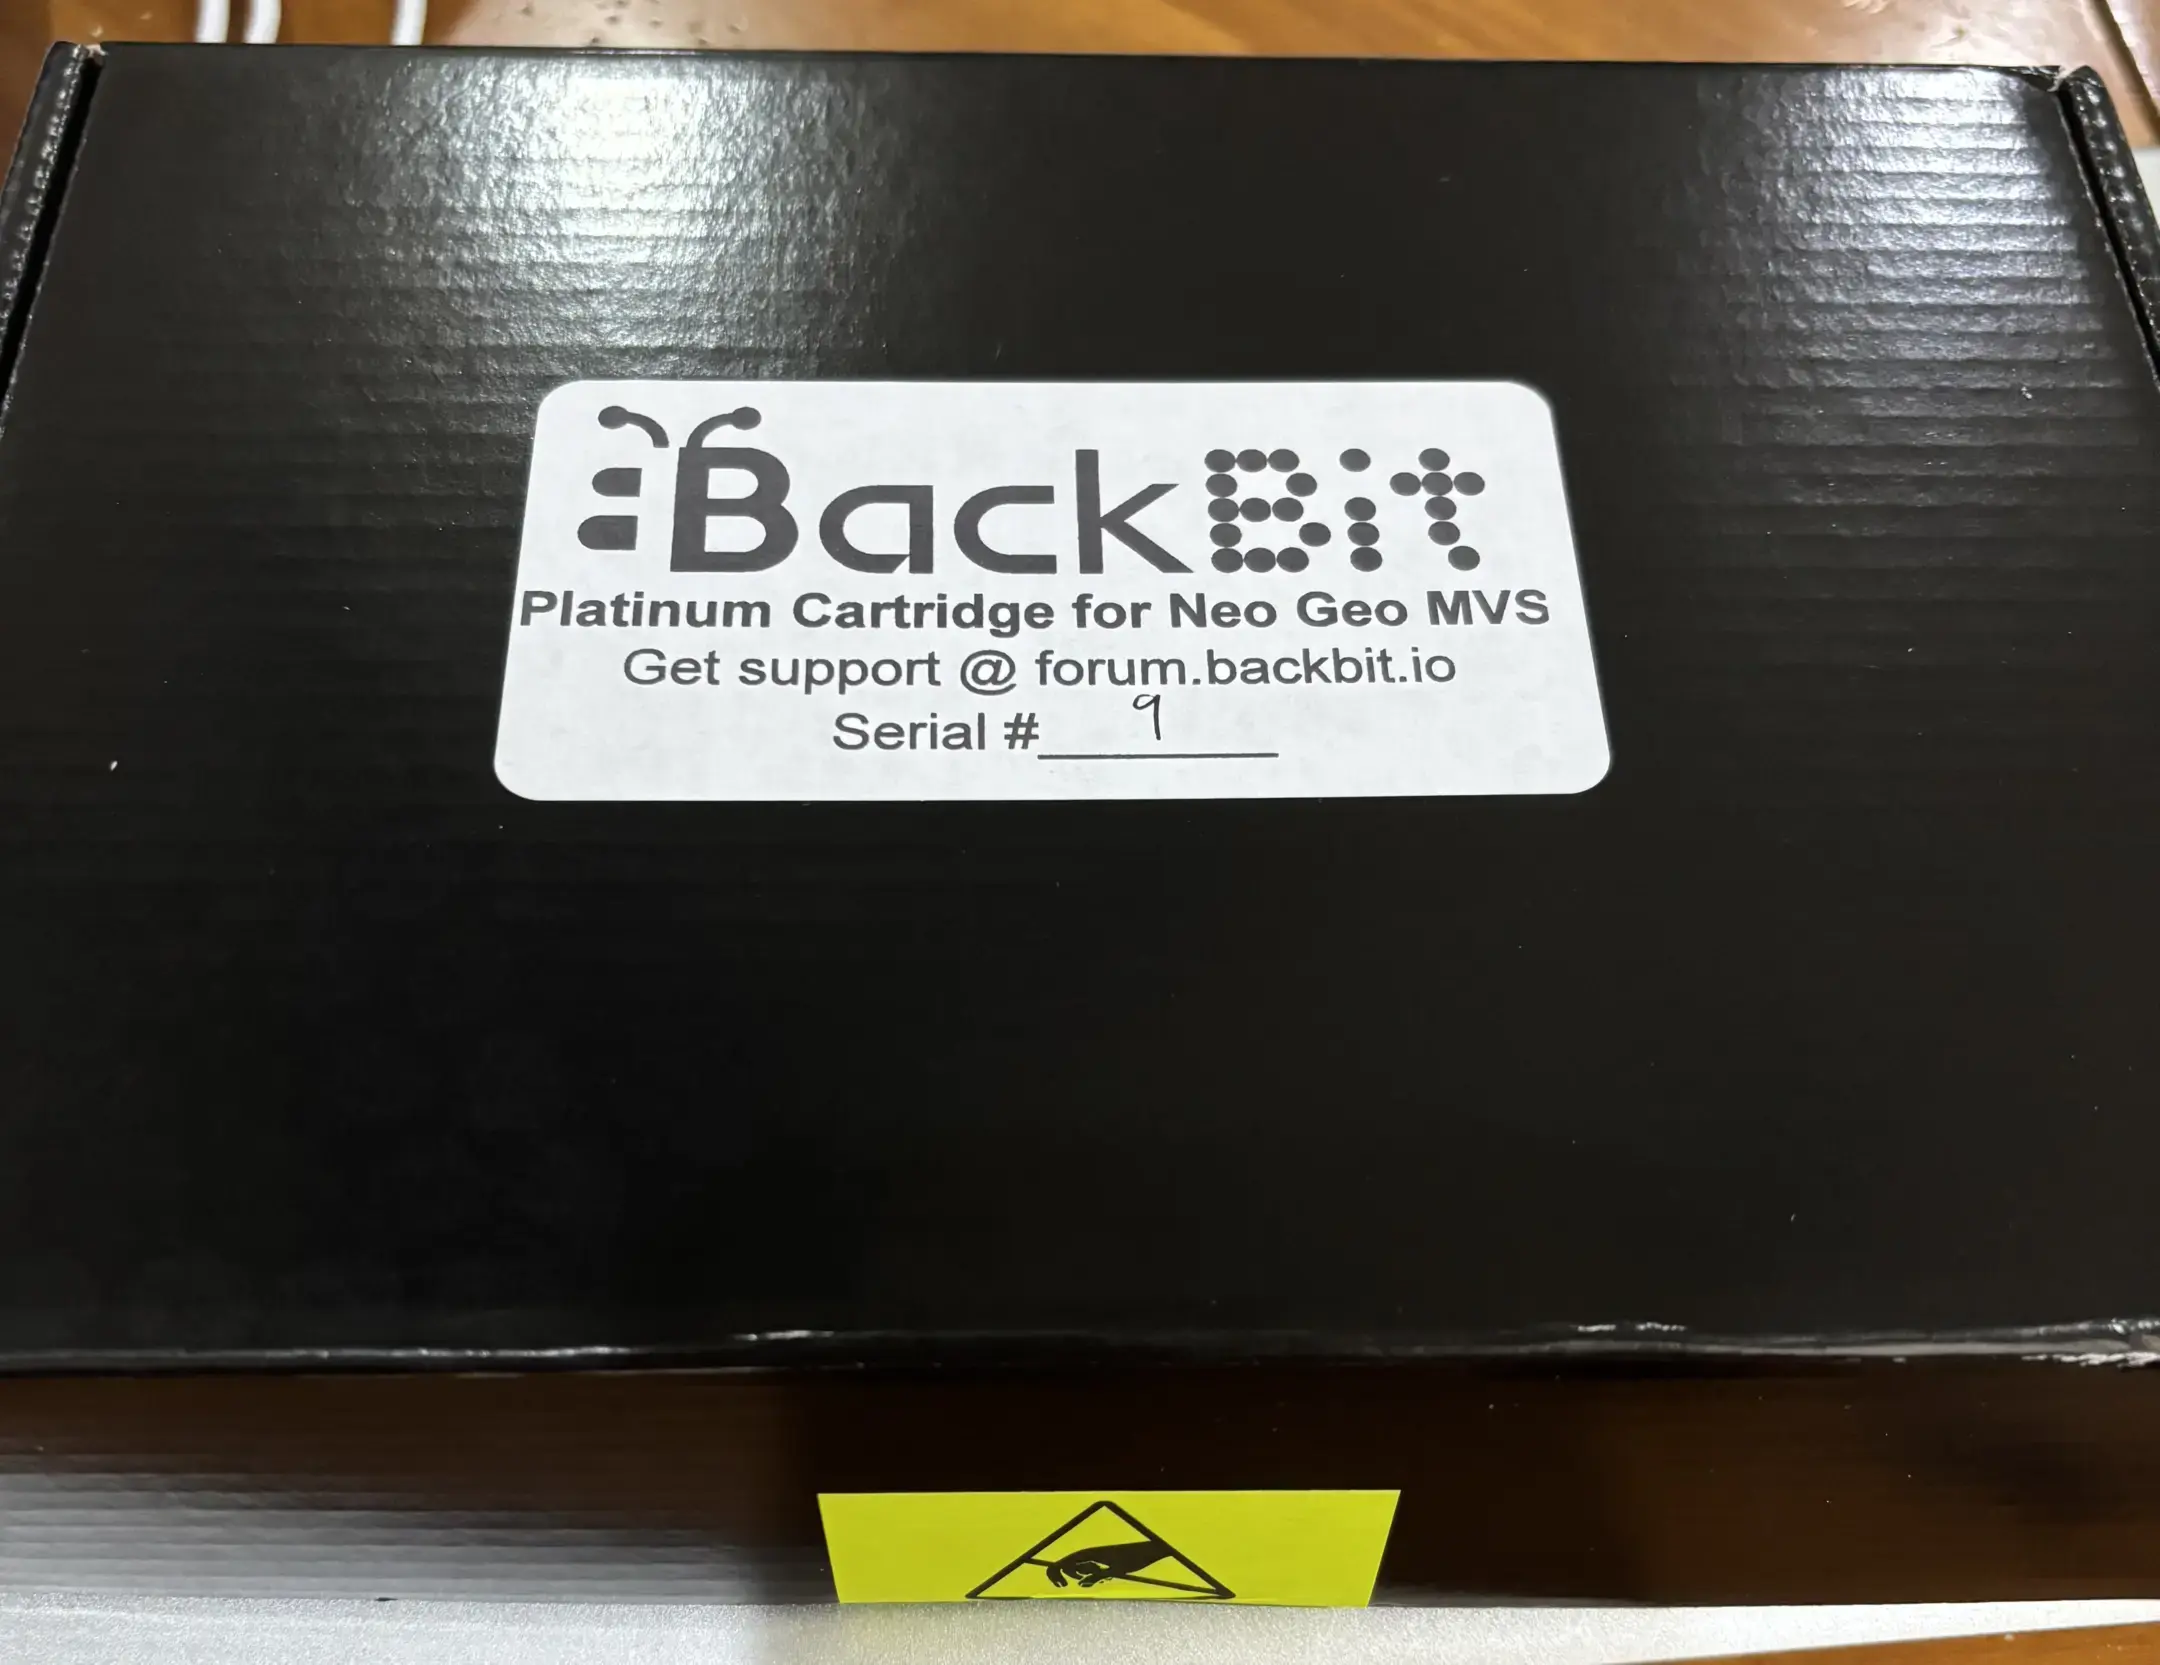 BackBit
Platinum Cartridge for Neo Geo MVS
Get support @ forum.backbit.io
Serial # 9